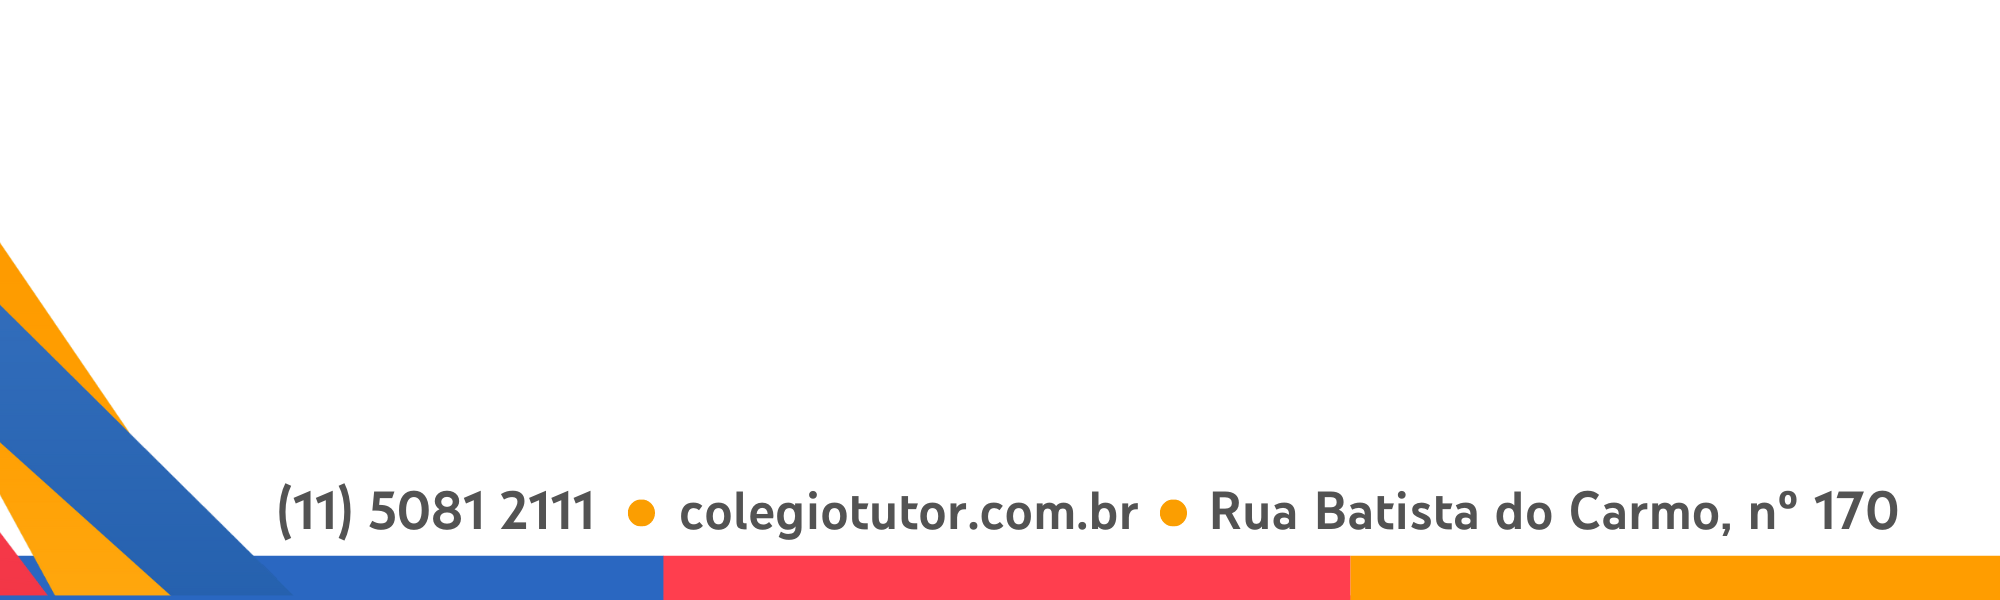 (11) 5081 2111 • colegiotutor.com.br • Rua Batista do Carmo, nº 170